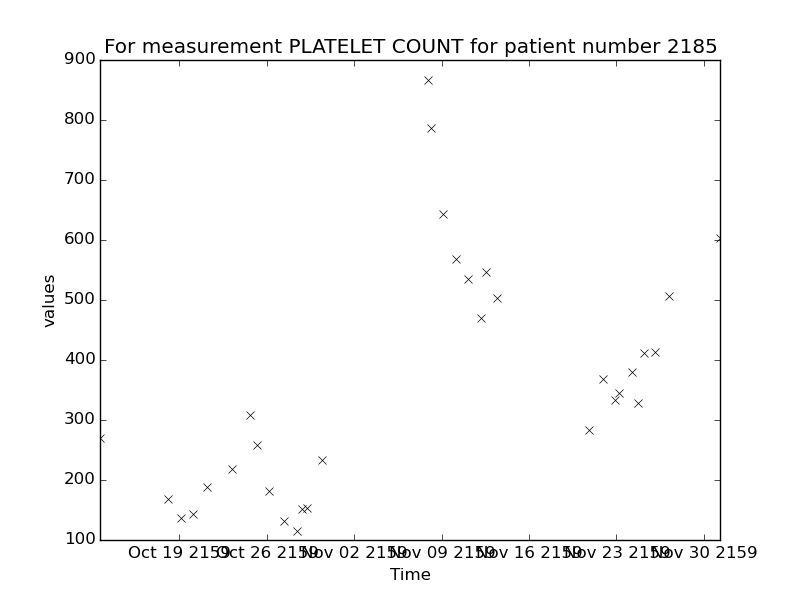 For measurement PLATELET COUNT for patient number 2185
900
800
700
600
500
400
300
200
100
values
Oct 19 2159 Oct 26 2159 Nov 02 2159 Nov 09 2159 Nov 16 2159 Nov 23 2159 Nov 30 2159
Time